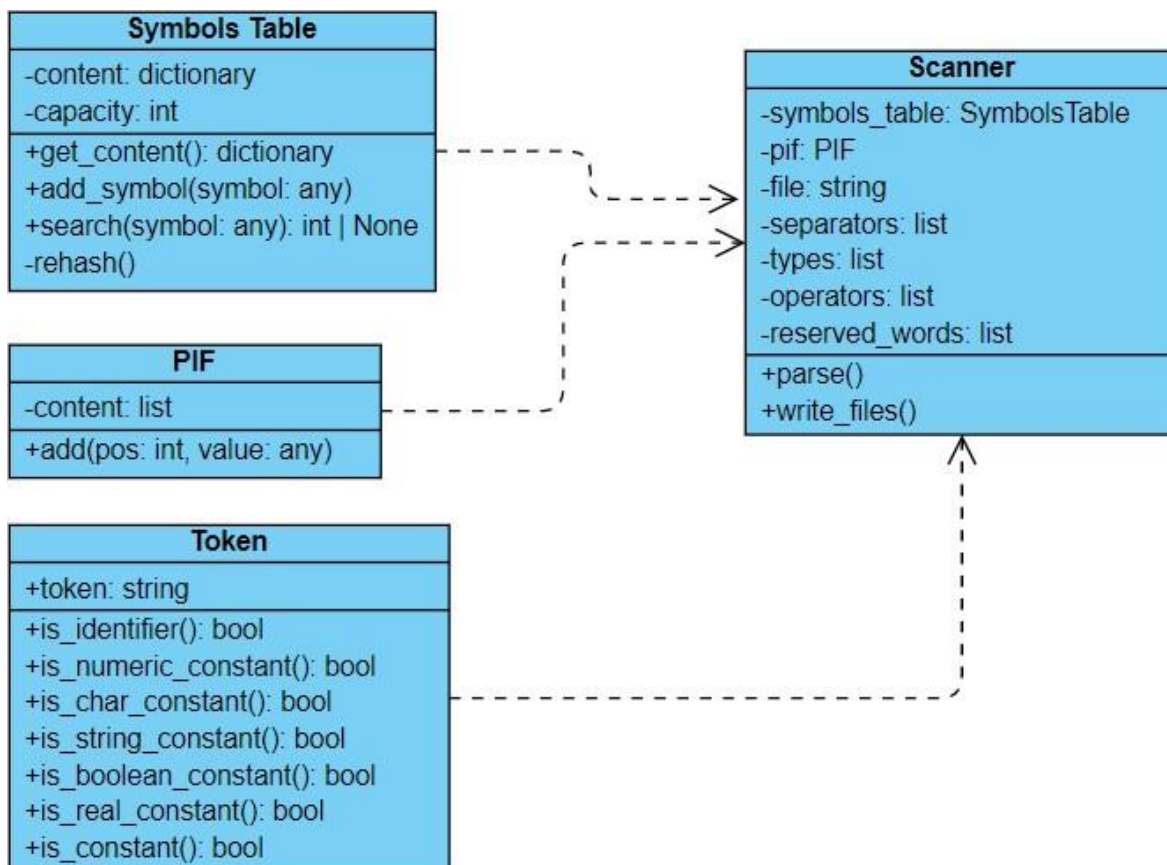 Symbols Table
-content: dictionary
-capacity: int
+get_content(): dictionary
+add_symbol(symbol: any)
+search(symbol: any): int | None
-rehash()
PIF
-content: list
+add(pos: int, value: any)
Token
+token: string
+is_identifier(): bool
+is_numeric_constant(): bool
+is_char_constant(): bool
+is_string_constant(): bool
+is_boolean_constant(): bool
+is_real_constant(): bool
+is_constant(): bool
Scanner
-symbols_table: SymbolsTable
-pif: PIF
-file: string
-separators: list
-types: list
-operators: list
-reserved_words: list
+parse()
+write_files()